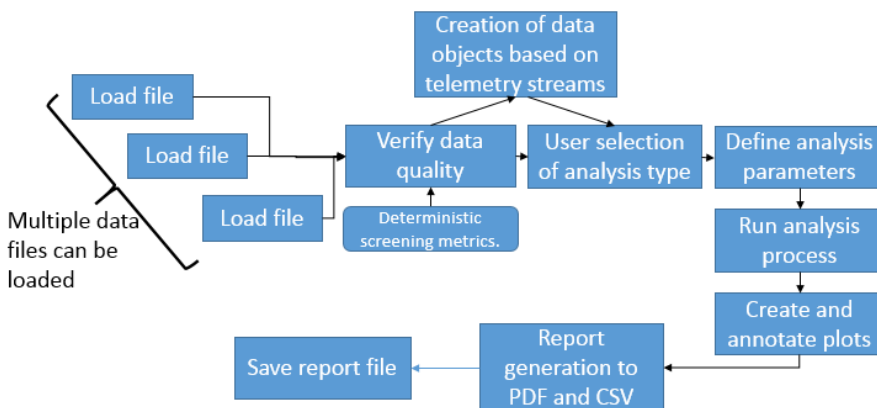 Creation of data
objects based on
telemetry streams
Load file
Load file
Load file
Multiple data
files can be
loaded
Verify data
quality
Deterministic
screening metrics.
User selection
of analysis type
Define analysis
parameters
Run analysis
process
Create and
annotate plots
Report
generation to
PDF and CSV
Save report file